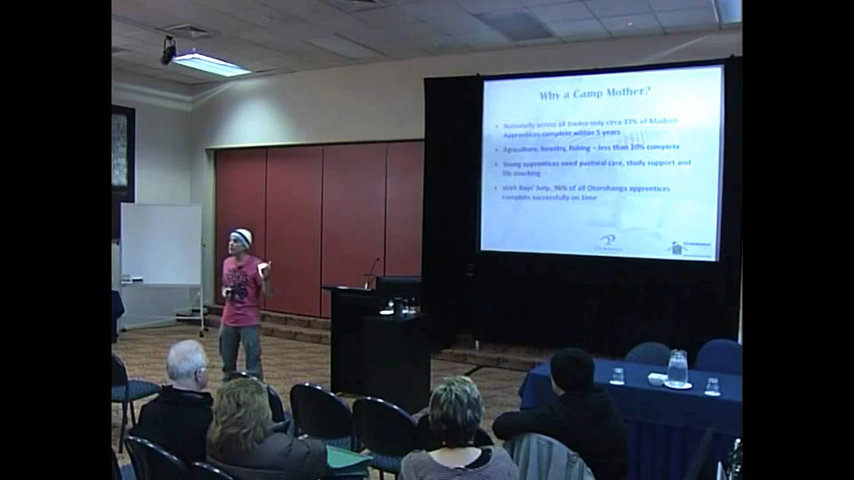 Why a Camp Mother?
• Nationally across all trades only circa 33% of Modern
Apprentices complete within 5 years
• Agriculture, forestry, fishing – less than 20% complete
• Young apprentices need pastoral care, study support and
life coaching
• With Rays' help, 96% of all Otorohanga apprentices
complete successfully on time